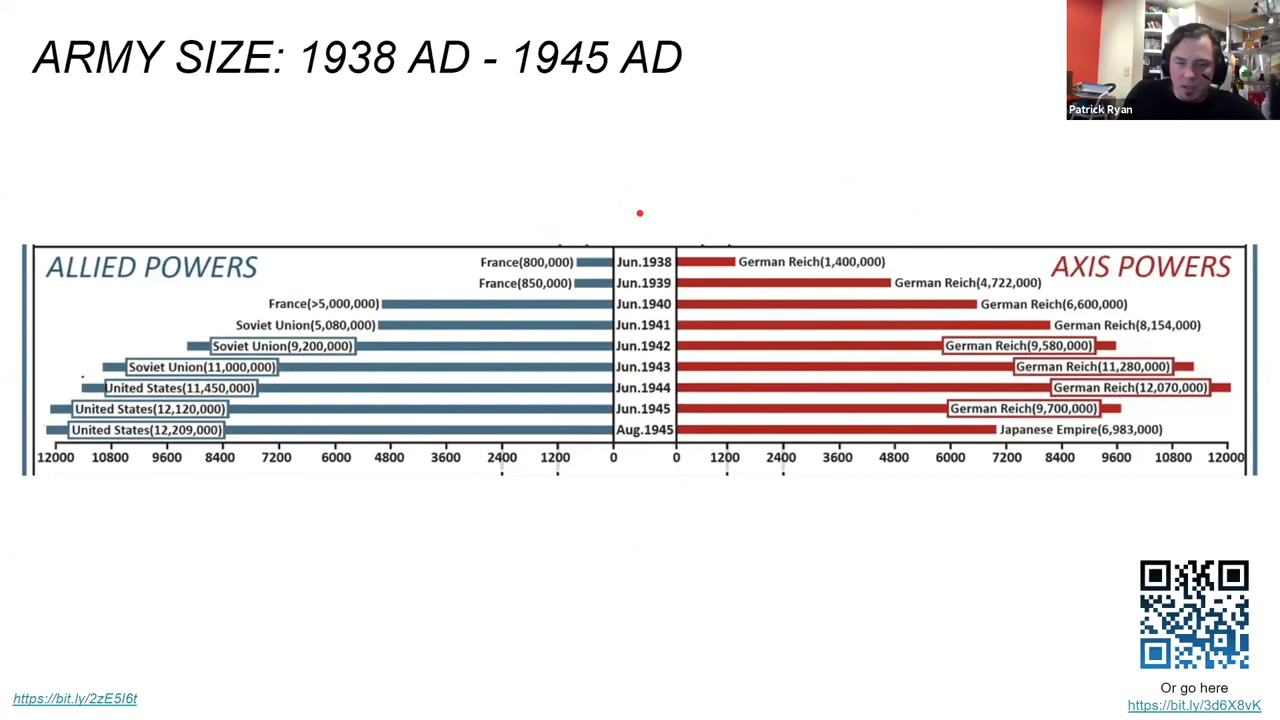 ARMY SIZE: 1938 AD - 1945 AD
Patrick Ryan
ALLIED POWERS
AXIS POWERS
France(800,000) Jun.1938 German Reich(1,400,000)
France(850,000) Jun.1939 German Reich(4,722,000)
France(>5,000,000) Jun.1940 German Reich(6,600,000)
Soviet Union(5,080,000) Jun.1941 German Reich(8,154,000)
Soviet Union(9,200,000) Jun.1942 German Reich(9,580,000)
Soviet Union(11,000,000) Jun.1943 German Reich(11,280,000)
United States(11,450,000) Jun.1944 German Reich(12,070,000)
United States(12,120,000) Jun.1945 German Reich(9,700,000)
United States(12,209,000) Aug.1945 Japanese Empire(6,983,000)
12000 10800 9600 8400 7200 6000 4800 3600 2400 1200 0 0 1200 2400 3600 4800 6000 7200 8400 9600 10800 12000
Or go here
https://bit.ly/2zE5I6t
https://bit.ly/3d6X8vK